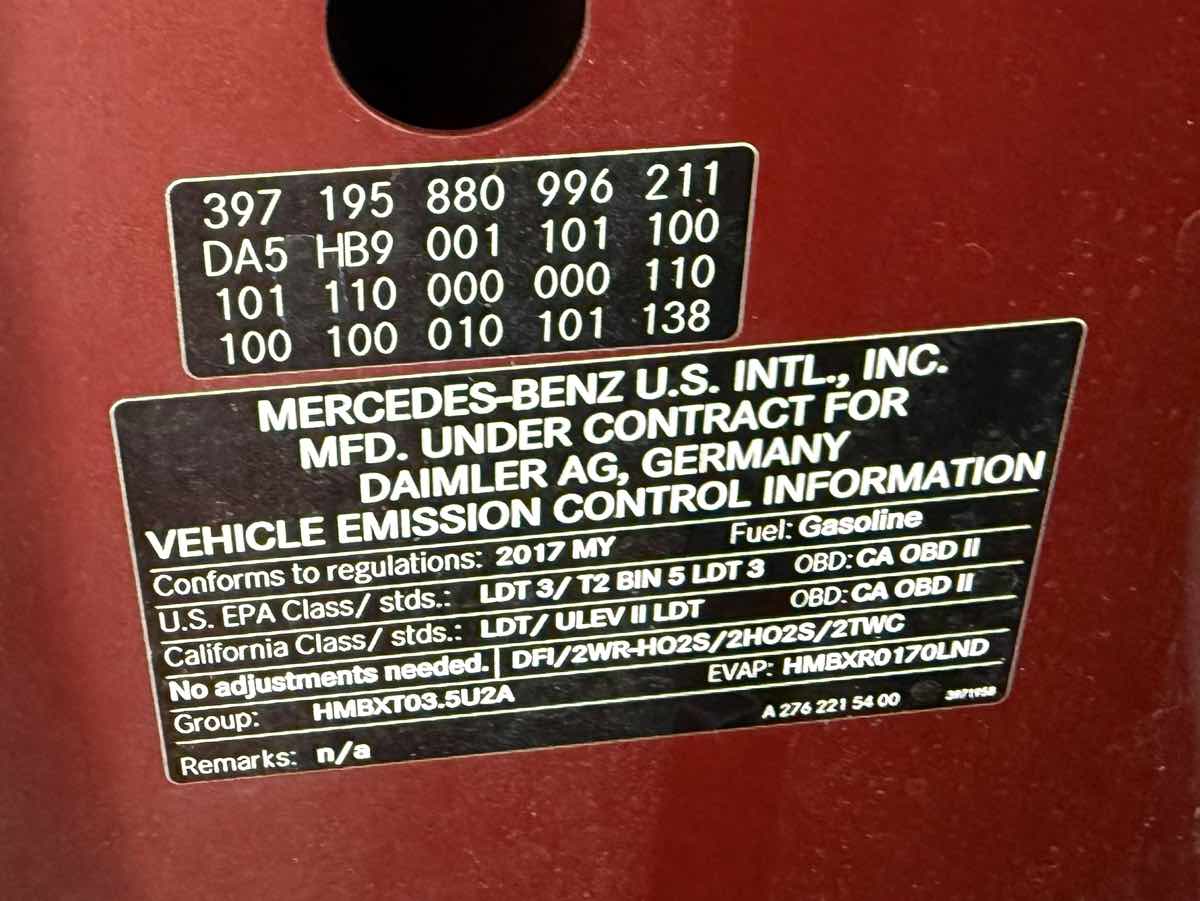 397 195 880 996 211
DA5 HB9 001 101 100
101 110 000 000 110
100 100 010 101 138
MERCEDES-BENZ U.S. INTL., INC.
MFD. UNDER CONTRACT FOR
DAIMLER AG, GERMANY
VEHICLE EMISSION CONTROL INFORMATION
Conforms to regulations: 2017 MY Fuel: Gasoline
U.S. EPA Class/ stds.: LDT 3/ T2 BIN 5 LDT 3 OBD: CA OBD II
California Class/ stds.: LDT/ ULEV II LDT OBD: CA OBD II
No adjustments needed. DFI/2WR-HO2S/2HO2S/2TWC
Group: HMBXT03.5U2A EVAP: HMBXR0170LND
Remarks: n/a A 276 221 54 00 3971958